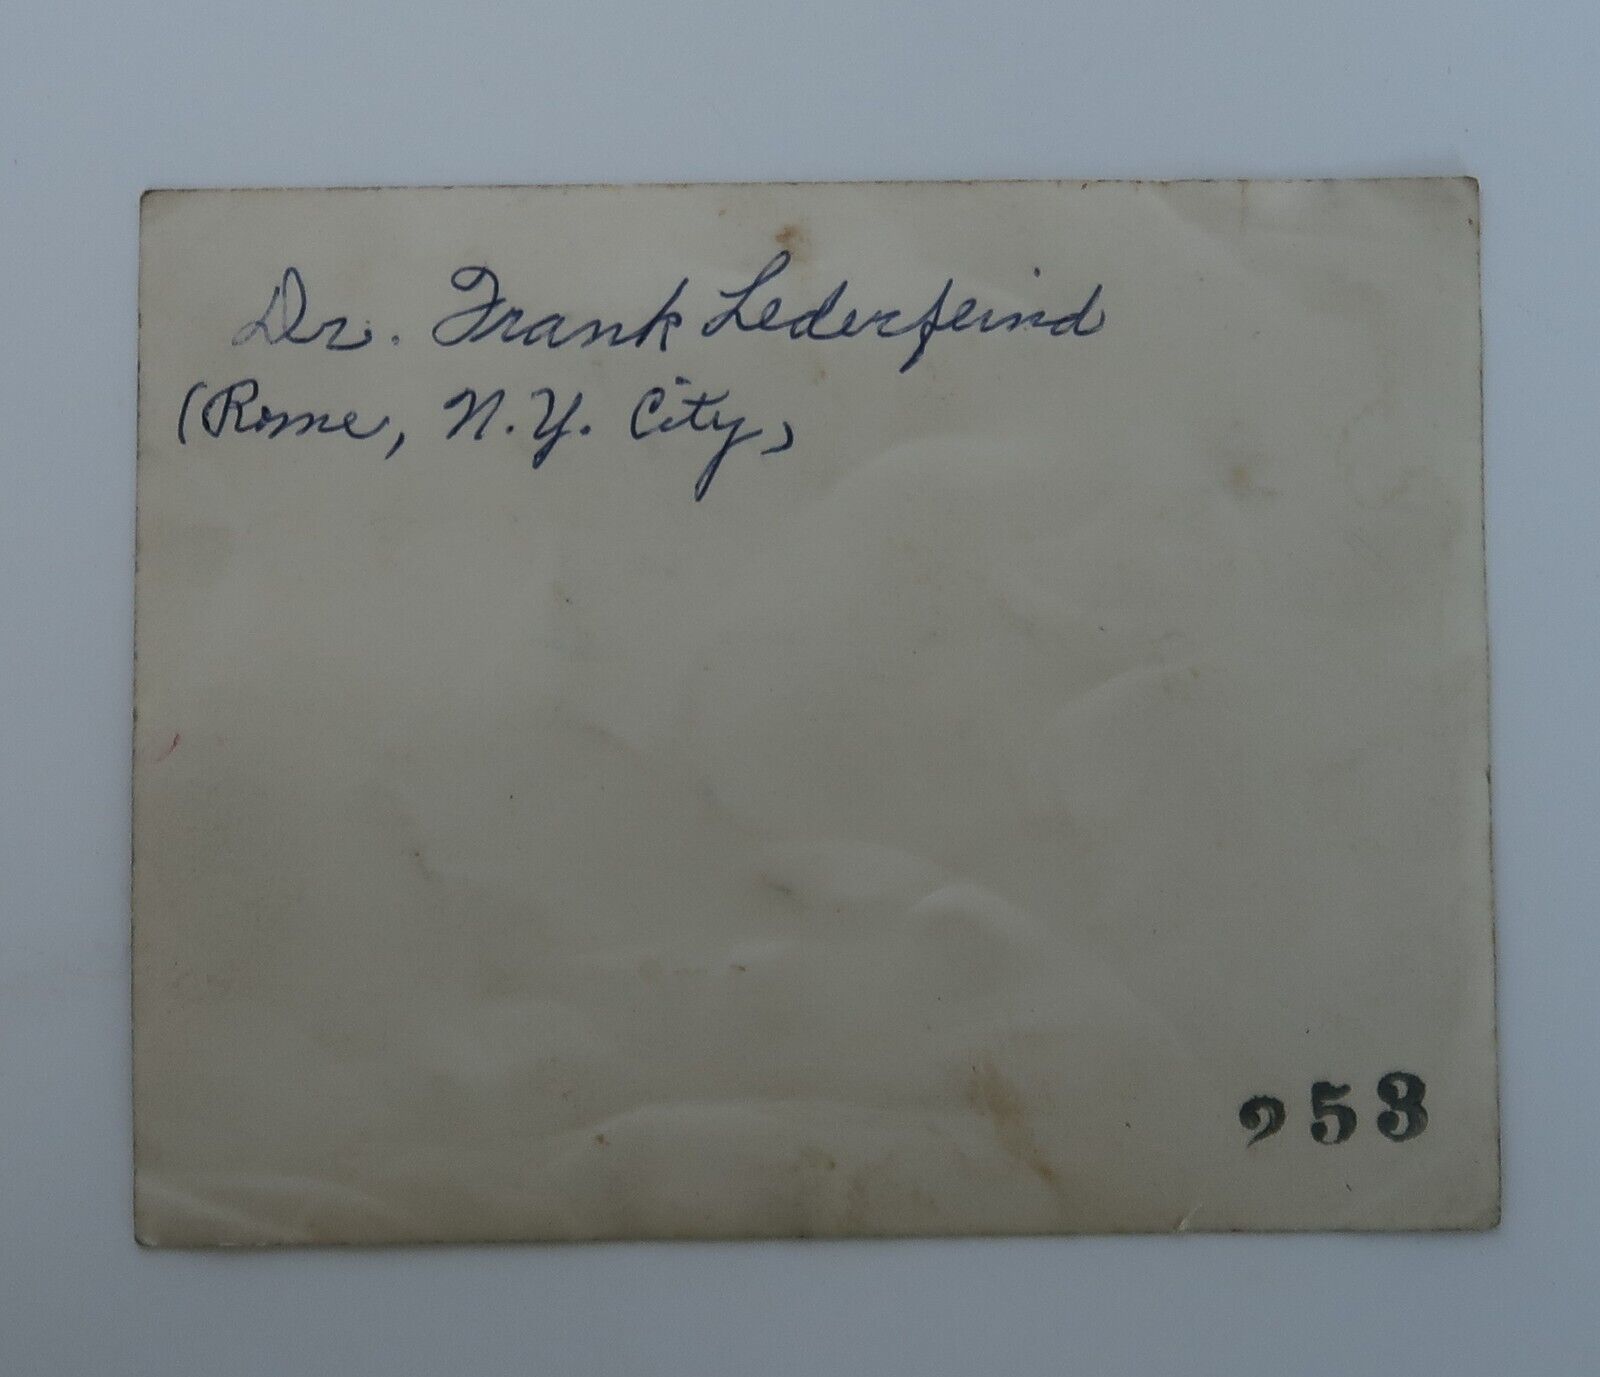 Dr. Frank Lederfeind
(Rome, N.Y. City)
253